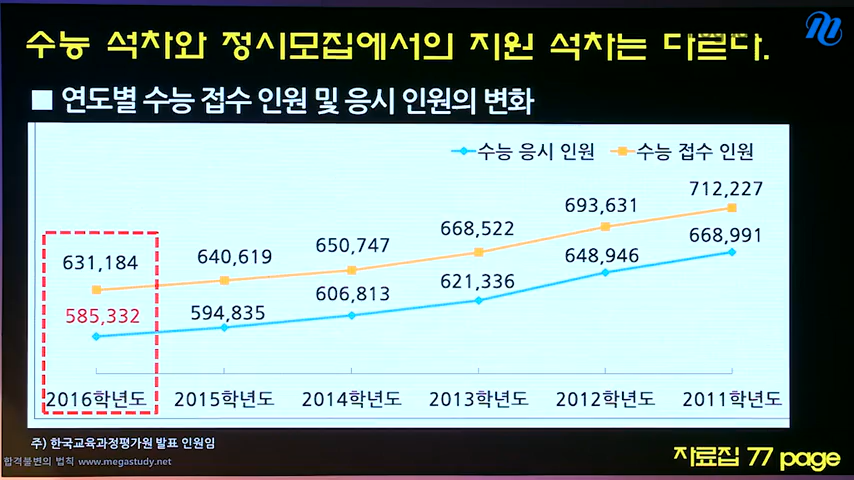 수능 석차와 정시모집에서의 지원 석차는 다르다.
■ 연도별 수능 접수 인원 및 응시 인원의 변화
수능 응시 인원 수능 접수 인원
631,184 640,619 650,747 668,522 693,631 712,227
585,332 594,835 606,813 621,336 648,946 668,991
2016학년도 2015학년도 2014학년도 2013학년도 2012학년도 2011학년도
주) 한국교육과정평가원 발표 인원임
자료집 77 page
합격불변의 법칙 www.megastudy.net